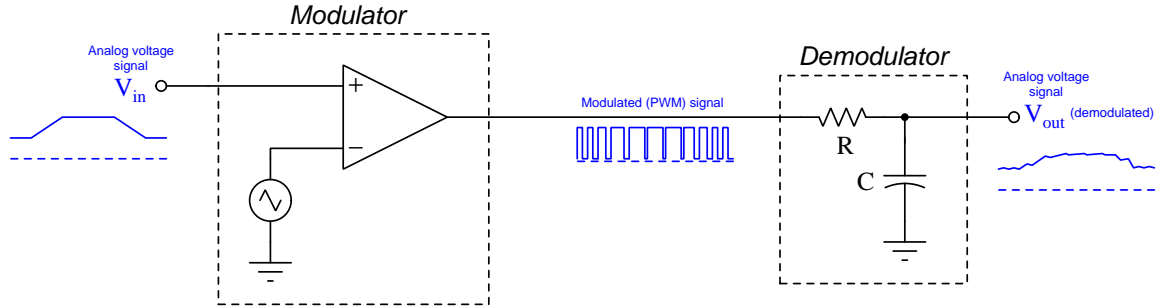 Modulator
Demodulator
Analog voltage
signal
Vin
+
−
Modulated (PWM) signal
R
C
Analog voltage
signal
Vout (demodulated)